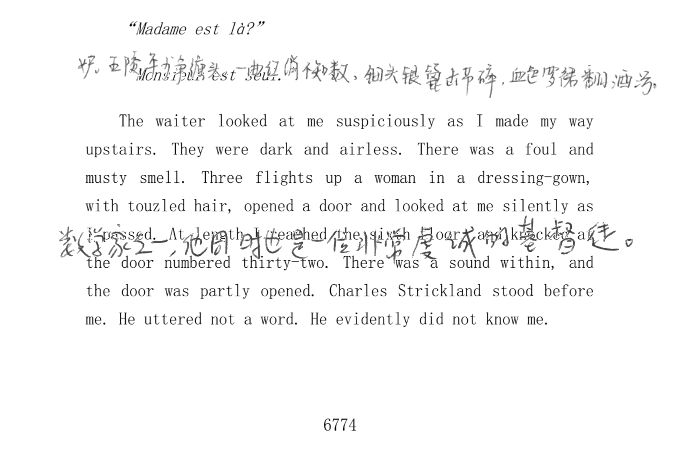 “Madame est là?”
妒。五陵年少争缠头,一曲红绡不知数。钿头银篦击节碎,血色罗裙翻酒污。
“Monsieur est seul.”
The waiter looked at me suspiciously as I made my way
upstairs. They were dark and airless. There was a foul and
musty smell. Three flights up a woman in a dressing-gown,
with touzled hair, opened a door and looked at me silently as
I passed. At length I reached the sixth floor, and knocked at
数学家之一,他同时也是一位非常虔诚的基督徒。
the door numbered thirty-two. There was a sound within, and
the door was partly opened. Charles Strickland stood before
me. He uttered not a word. He evidently did not know me.
6774